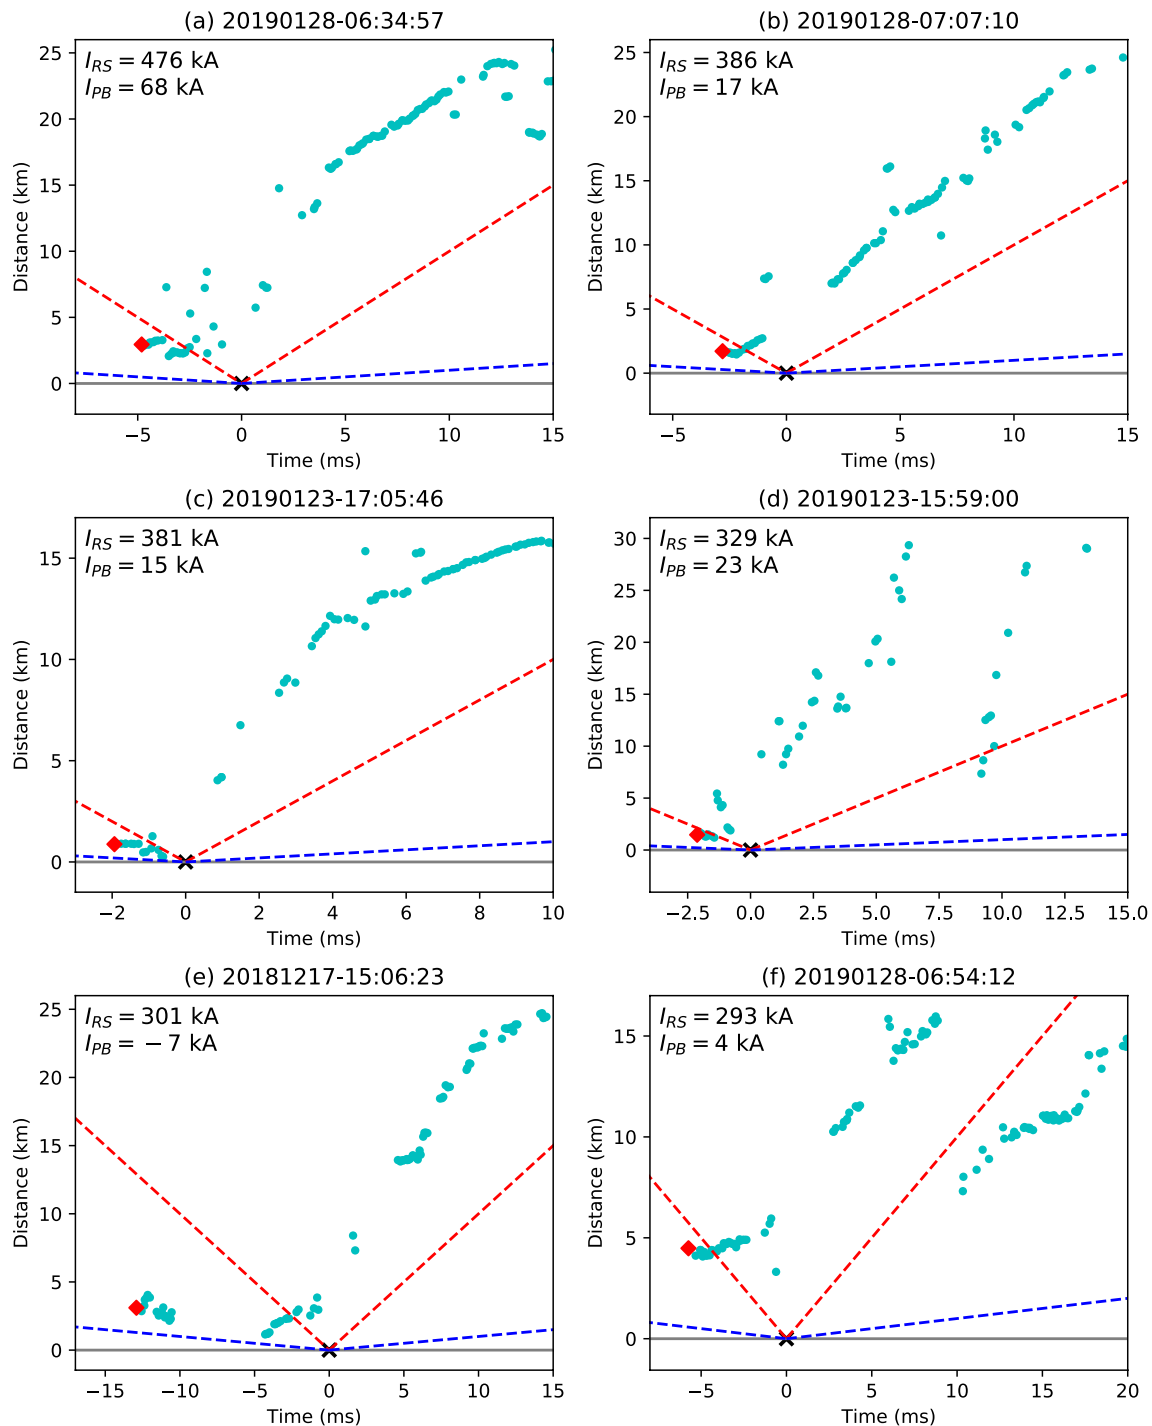 (a) 20190128-06:34:57
I_RS = 476 kA
I_PB = 68 kA
25
20
15
10
5
0
Distance (km)
−5 0 5 10 15
Time (ms)
(b) 20190128-07:07:10
I_RS = 386 kA
I_PB = 17 kA
25
20
15
10
5
0
Distance (km)
−5 0 5 10 15
Time (ms)
(c) 20190123-17:05:46
I_RS = 381 kA
I_PB = 15 kA
15
10
5
0
Distance (km)
−2 0 2 4 6 8 10
Time (ms)
(d) 20190123-15:59:00
I_RS = 329 kA
I_PB = 23 kA
30
25
20
15
10
5
0
Distance (km)
−2.5 0.0 2.5 5.0 7.5 10.0 12.5 15.0
Time (ms)
(e) 20181217-15:06:23
I_RS = 301 kA
I_PB = −7 kA
25
20
15
10
5
0
Distance (km)
−15 −10 −5 0 5 10 15
Time (ms)
(f) 20190128-06:54:12
I_RS = 293 kA
I_PB = 4 kA
15
10
5
0
Distance (km)
−5 0 5 10 15 20
Time (ms)